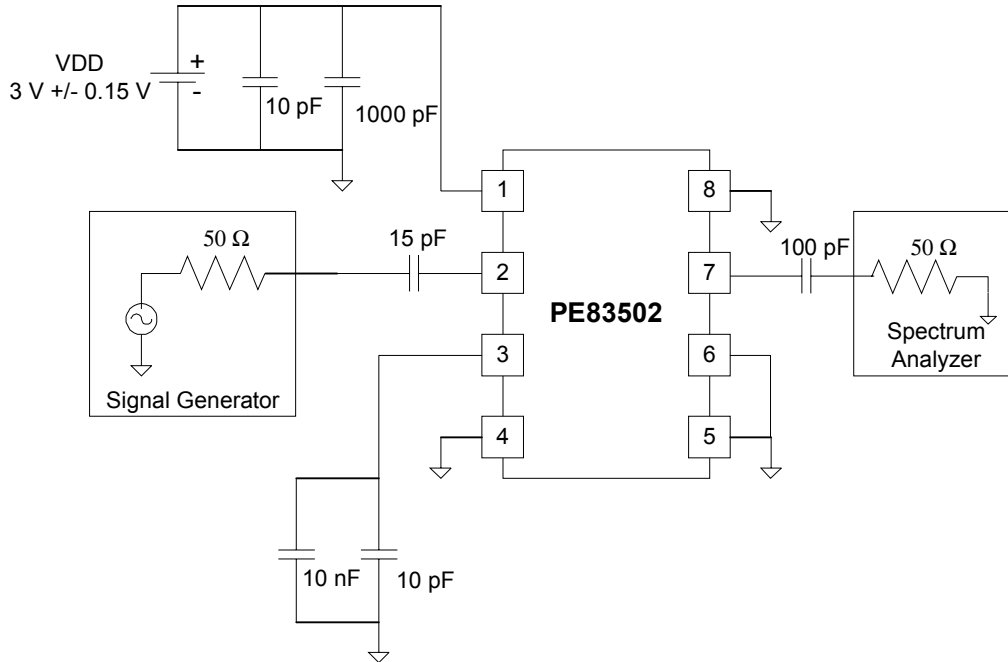 VDD
3 V +/- 0.15 V
+
-
10 pF
1000 pF
1
8
50 Ω
15 pF
2
7
100 pF
50 Ω
PE83502
Spectrum
Analyzer
3
6
Signal Generator
4
5
10 nF
10 pF